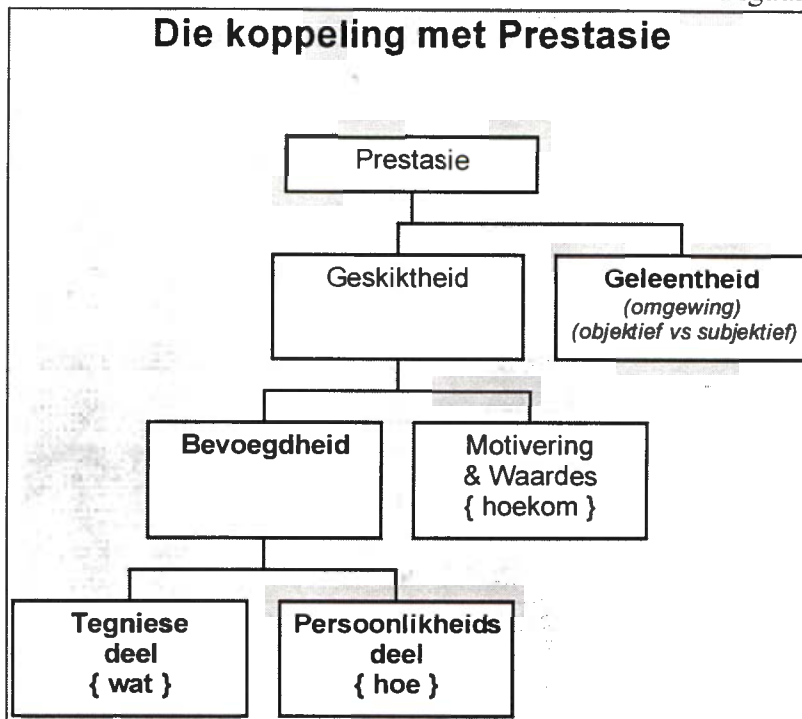 Die koppeling met Prestasie
Prestasie
Geskiktheid
Geleentheid
(omgewing)
(objektief vs subjektief)
Bevoegdheid
Motivering
& Waardes
{ hoekom }
Tegniese
deel
{ wat }
Persoonlikheids
deel
{ hoe }